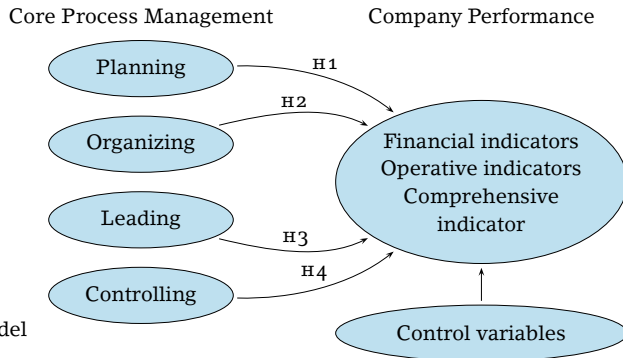 Core Process Management
Company Performance
Planning
H1
H2
Organizing
Financial indicators
Operative indicators
Comprehensive
indicator
Leading
H3
H4
Controlling
Control variables